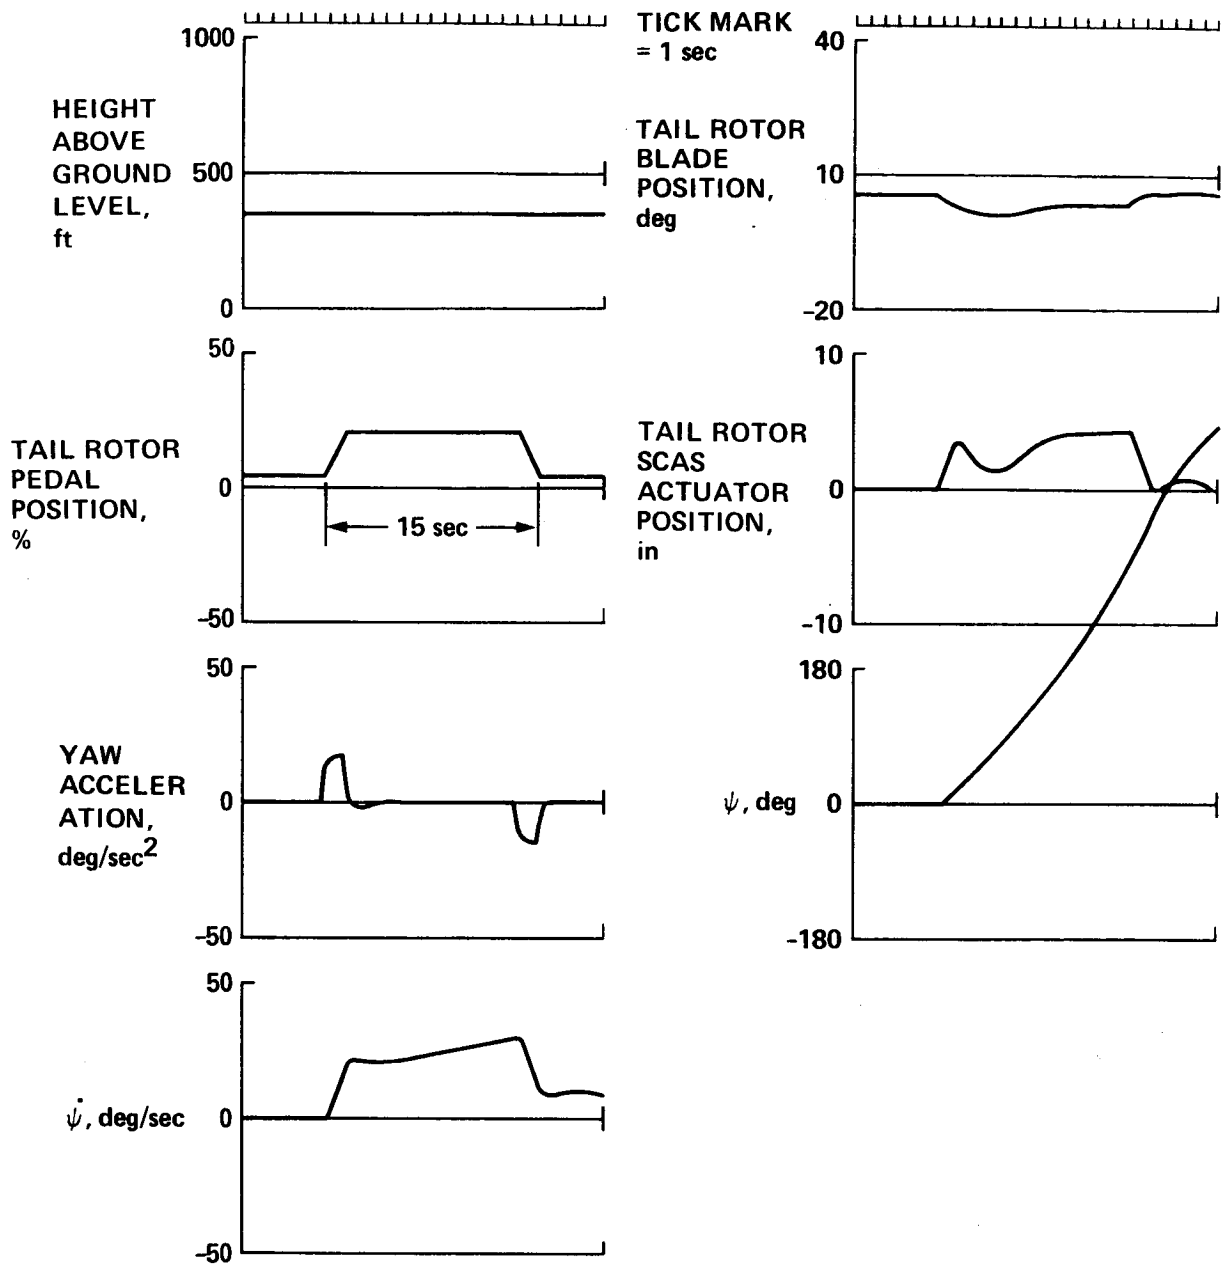 1000
HEIGHT
ABOVE
GROUND
LEVEL,
ft
500
0
TICK MARK
= 1 sec
40
TAIL ROTOR
BLADE
POSITION,
deg
10
-20
50
TAIL ROTOR
PEDAL
POSITION,
%
0
15 sec
-50
10
TAIL ROTOR
SCAS
ACTUATOR
POSITION,
in
0
-10
50
YAW
ACCELER
ATION,
deg/sec2
0
-50
180
ψ, deg
0
-180
50
ψ̇, deg/sec
0
-50